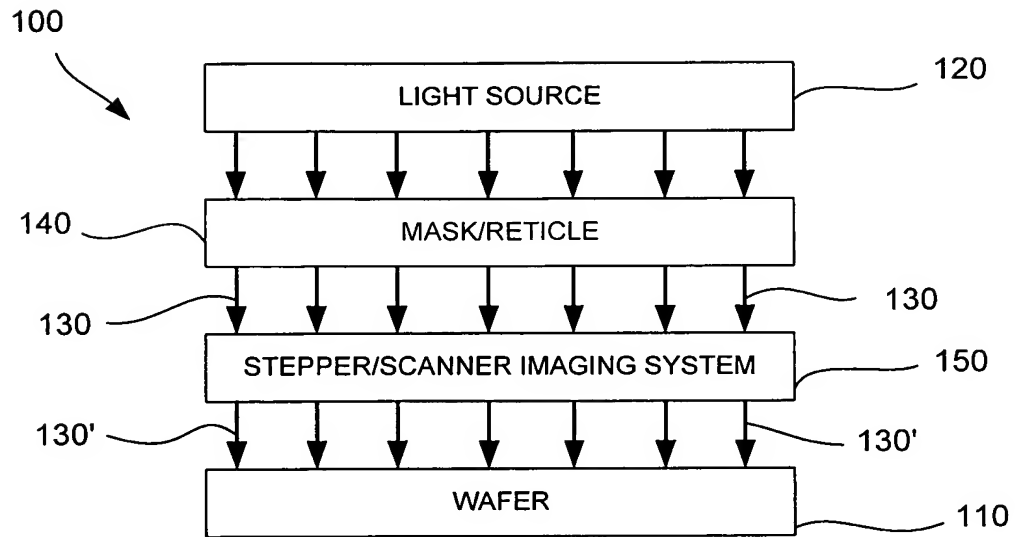 100
LIGHT SOURCE
120
140
MASK/RETICLE
130
130
STEPPER/SCANNER IMAGING SYSTEM
150
130'
130'
WAFER
110